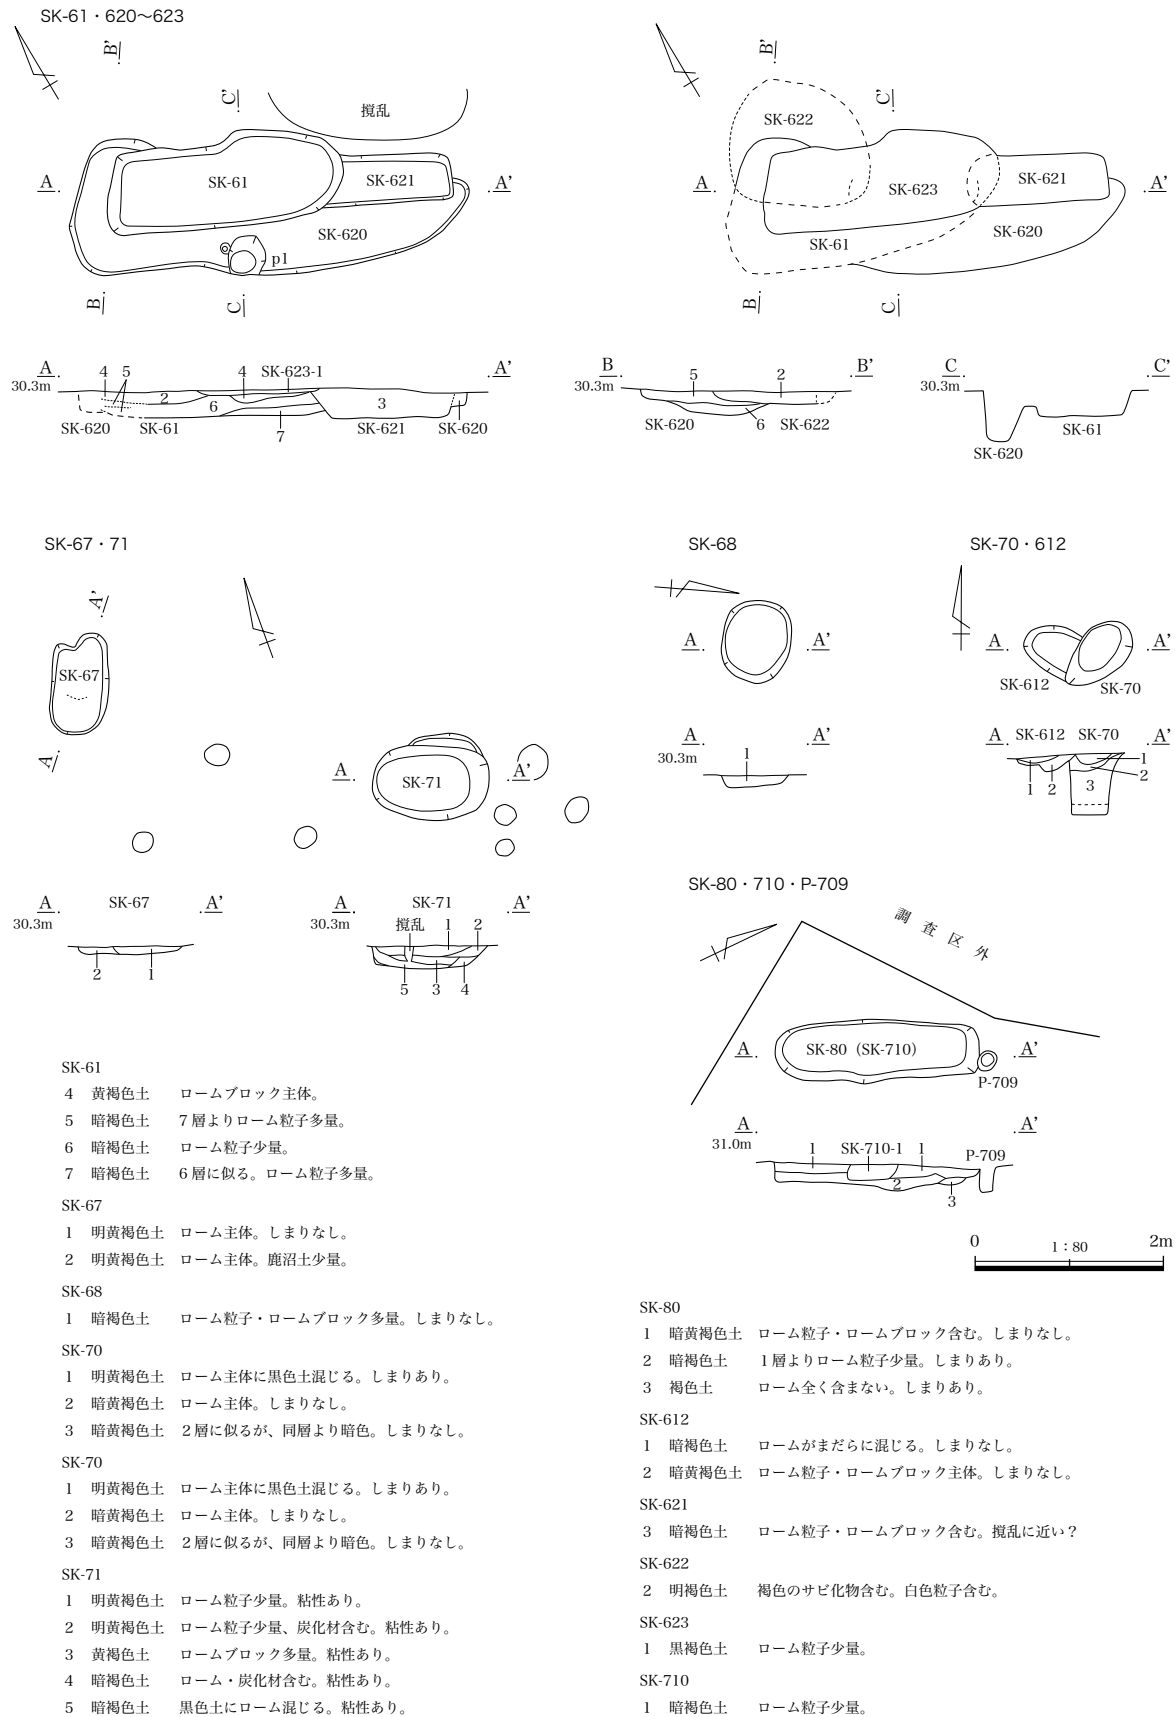 SK-61・620〜623
B'
C'
撹乱
A
SK-61
SK-621
A'
SK-620
p1
B
C
B'
SK-622
C'
A
SK-623
SK-621
A'
SK-61
SK-620
B
C
A
30.3m
4
5
4
SK-623-1
A'
2
6
3
7
SK-620
SK-61
SK-621
SK-620
B
30.3m
5
2
B'
SK-620
6
SK-622
C
30.3m
C'
SK-61
SK-620
SK-67・71
A'
SK-67
A
A
SK-71
A'
A
30.3m
SK-67
A'
2
1
A
30.3m
SK-71
A'
撹乱
1
2
5
3
4
SK-68
A
A'
A
30.3m
1
A'
SK-70・612
A
A'
SK-612
SK-70
A
SK-612
SK-70
A'
1
2
3
1
2
SK-80・710・P-709
調査区外
A
SK-80（SK-710）
A'
P-709
A
31.0m
A'
1
SK-710-1
1
P-709
2
3
0
1：80
2m
SK-61
4 黄褐色土 ロームブロック主体。
5 暗褐色土 7層よりローム粒子多量。
6 暗褐色土 ローム粒子少量。
7 暗褐色土 6層に似る。ローム粒子多量。
SK-67
1 明黄褐色土 ローム主体。しまりなし。
2 明黄褐色土 ローム主体。鹿沼土少量。
SK-68
1 暗褐色土 ローム粒子・ロームブロック多量。しまりなし。
SK-70
1 明黄褐色土 ローム主体に黒色土混じる。しまりあり。
2 暗黄褐色土 ローム主体。しまりなし。
3 暗黄褐色土 2層に似るが、同層より暗色。しまりなし。
SK-70
1 明黄褐色土 ローム主体に黒色土混じる。しまりあり。
2 暗黄褐色土 ローム主体。しまりなし。
3 暗黄褐色土 2層に似るが、同層より暗色。しまりなし。
SK-71
1 明黄褐色土 ローム粒子少量。粘性あり。
2 明黄褐色土 ローム粒子少量、炭化材含む。粘性あり。
3 黄褐色土 ロームブロック多量。粘性あり。
4 暗褐色土 ローム・炭化材含む。粘性あり。
5 暗褐色土 黒色土にローム混じる。粘性あり。
SK-80
1 暗黄褐色土 ローム粒子・ロームブロック含む。しまりなし。
2 暗褐色土 1層よりローム粒子少量。しまりあり。
3 褐色土 ローム全く含まない。しまりあり。
SK-612
1 暗褐色土 ロームがまだらに混じる。しまりなし。
2 暗黄褐色土 ローム粒子・ロームブロック主体。しまりなし。
SK-621
3 暗褐色土 ローム粒子・ロームブロック含む。撹乱に近い？
SK-622
2 明褐色土 褐色のサビ化物含む。白色粒子含む。
SK-623
1 黒褐色土 ローム粒子少量。
SK-710
1 暗褐色土 ローム粒子少量。